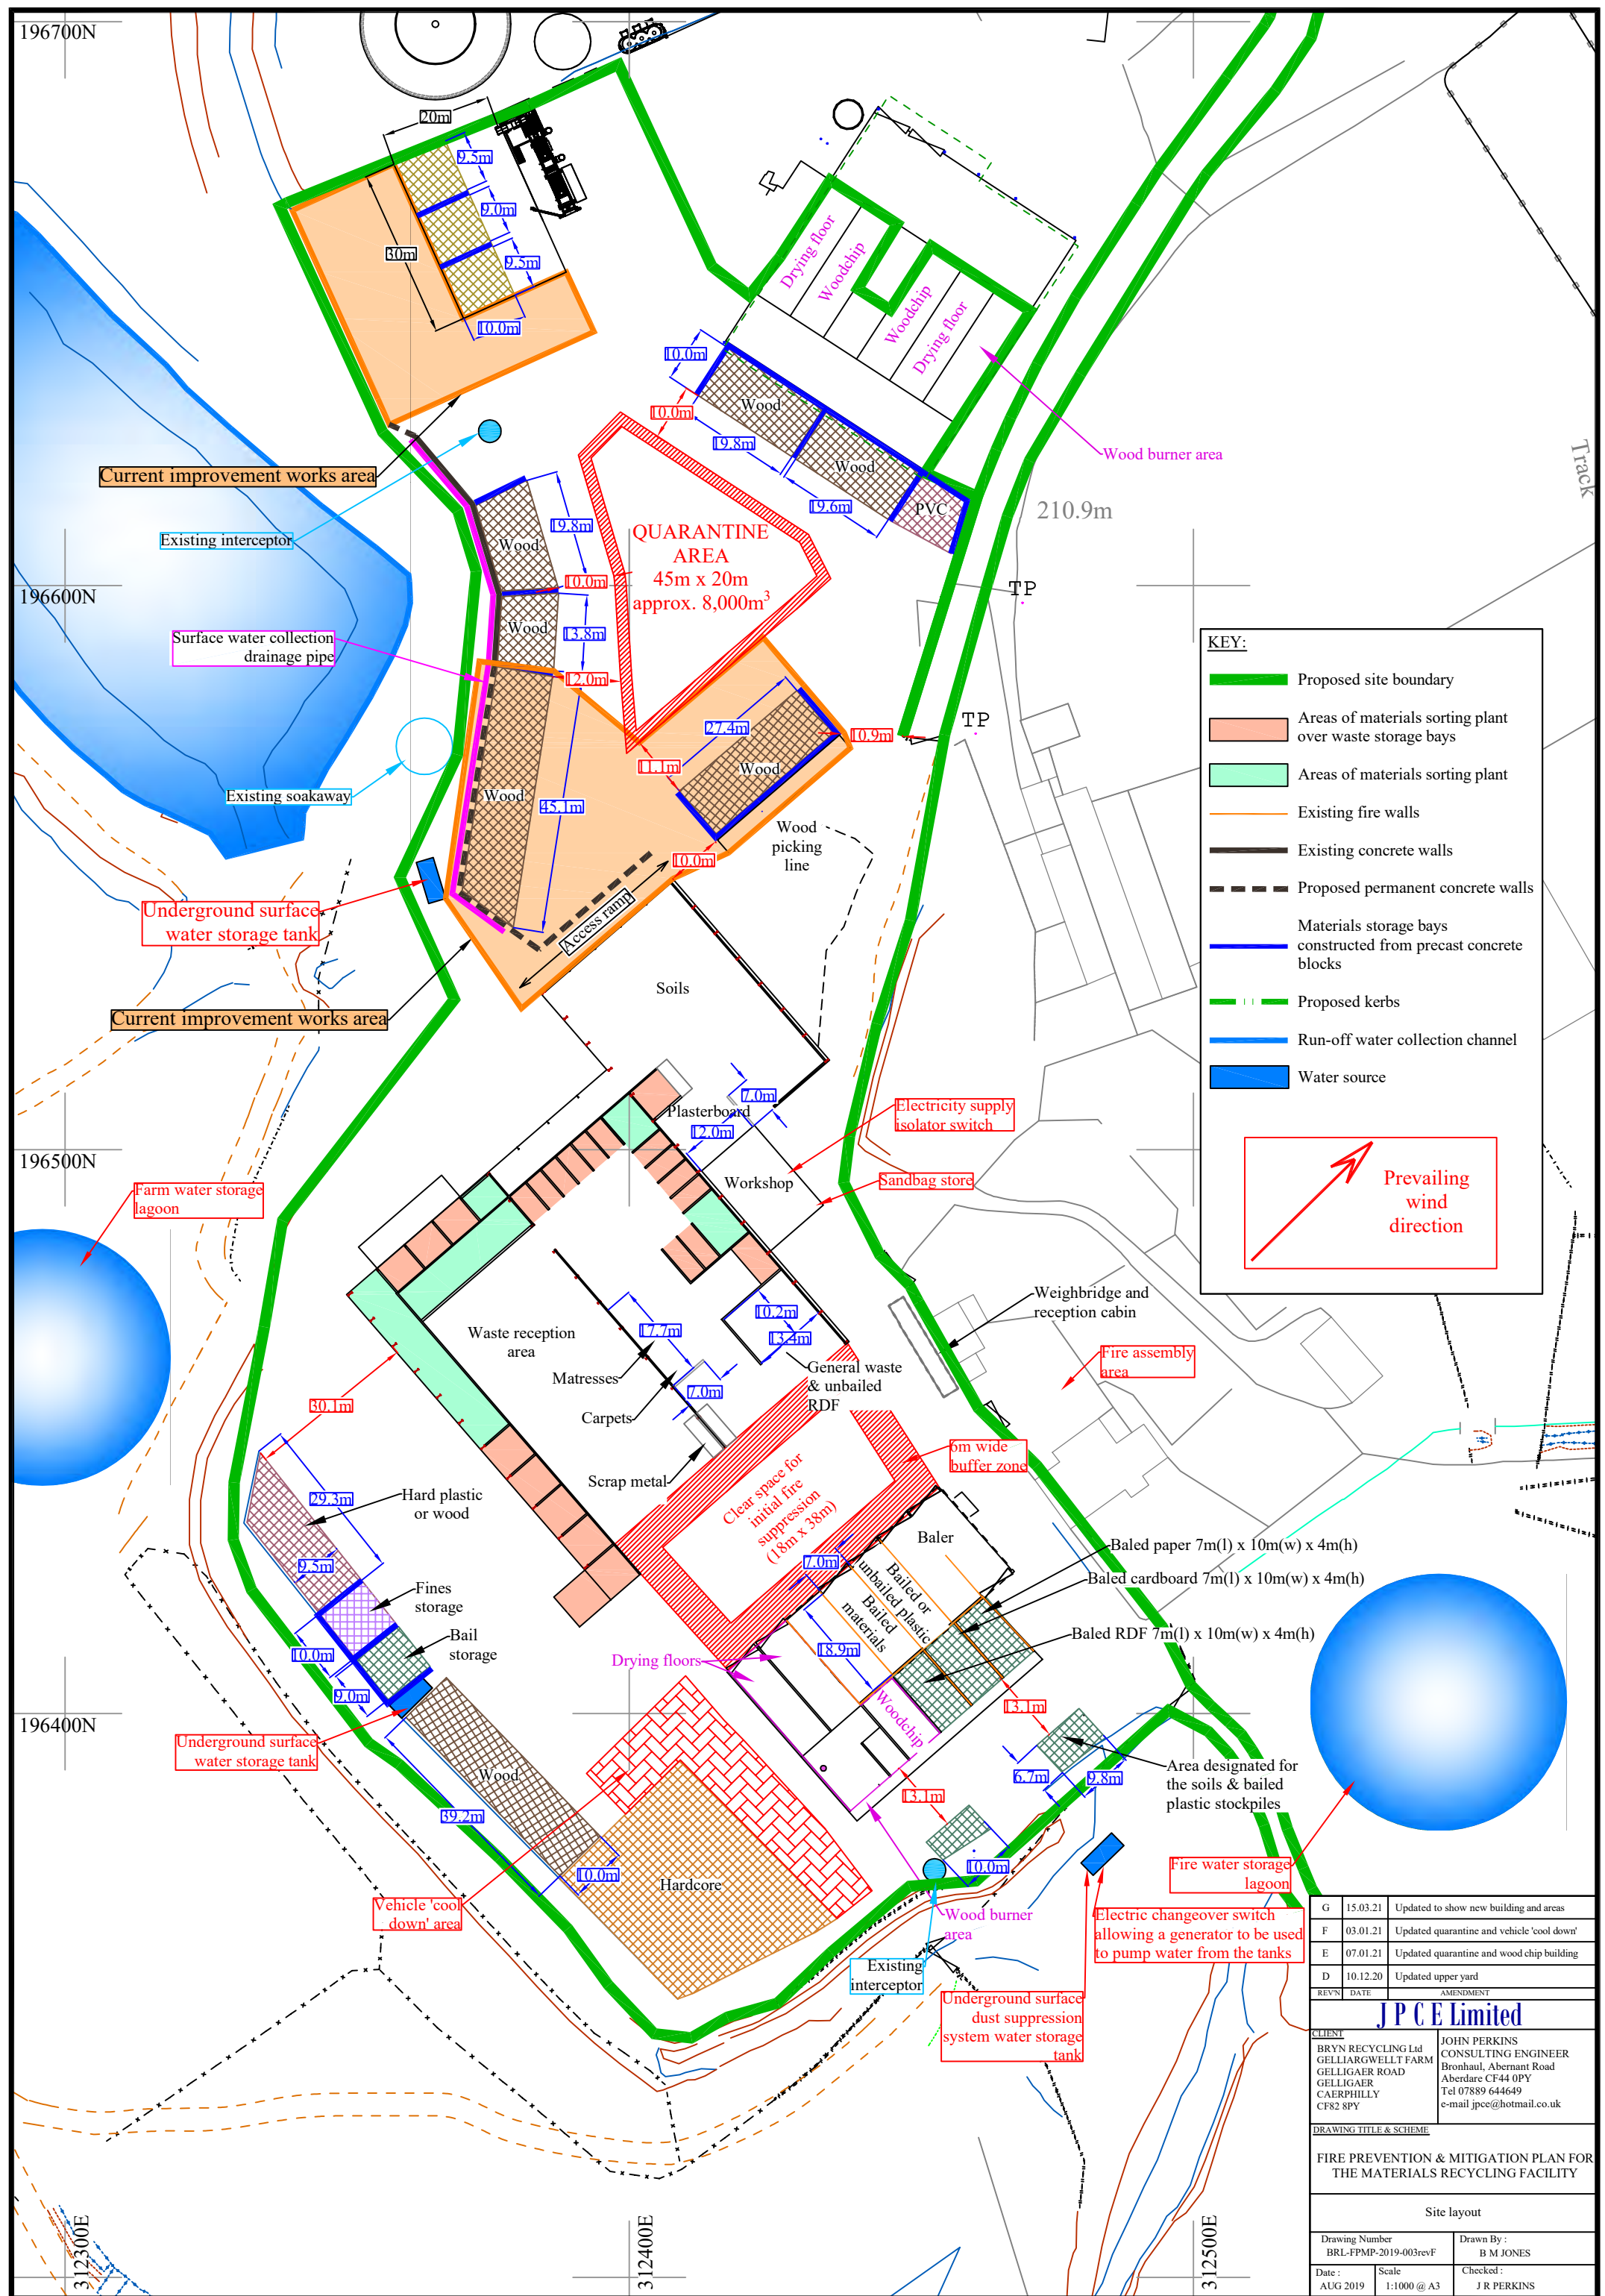 196700N
20m
9.5m
9.0m
9.5m
30m
10.0m
Drying floor
Woodchip
Woodchip
Drying floor
10.0m
10.0m
Wood
19.8m
Wood
19.6m
PVC
Wood burner area
Track
210.9m
Current improvement works area
Existing interceptor
19.8m
Wood
QUARANTINE
AREA
45m x 20m
approx. 8,000m³
10.0m
196600N
TP
Surface water collection
drainage pipe
Wood
13.8m
12.0m
TP
27.4m
10.9m
11.1m
Wood
Existing soakaway
Wood
45.1m
Wood
picking
line
10.0m
Underground surface
water storage tank
Access ramp
Soils
Current improvement works area
KEY:
Proposed site boundary
Areas of materials sorting plant
over waste storage bays
Areas of materials sorting plant
Existing fire walls
Existing concrete walls
Proposed permanent concrete walls
Materials storage bays
constructed from precast concrete
blocks
Proposed kerbs
Run-off water collection channel
Water source
Prevailing
wind
direction
7.0m
Plasterboard
12.0m
Electricity supply
isolator switch
196500N
Workshop
Sandbag store
Farm water storage
lagoon
Waste reception
area
17.7m
10.2m
13.4m
Weighbridge and
reception cabin
Matresses
General waste
& unbailed
RDF
7.0m
Carpets
Fire assembly
area
30.1m
Scrap metal
6m wide
buffer zone
Clear space for
initial fire
suppression
(18m x 38m)
Hard plastic
or wood
29.3m
9.5m
Baler
7.0m
Bailed or
unbailed plastic
Bailed
materials
Baled paper 7m(l) x 10m(w) x 4m(h)
Baled cardboard 7m(l) x 10m(w) x 4m(h)
Baled RDF 7m(l) x 10m(w) x 4m(h)
Fines
storage
Bail
storage
10.0m
9.0m
18.9m
Drying floors
Woodchip
13.1m
196400N
Underground surface
water storage tank
Wood
39.2m
10.0m
Hardcore
Vehicle 'cool
down' area
13.1m
6.7m
9.8m
Area designated for
the soils & bailed
plastic stockpiles
10.0m
Fire water storage
lagoon
Wood burner
area
Existing
interceptor
Electric changeover switch
allowing a generator to be used
to pump water from the tanks
Underground surface
dust suppression
system water storage
tank
G 15.03.21 Updated to show new building and areas
F 03.01.21 Updated quarantine and vehicle 'cool down'
E 07.01.21 Updated quarantine and wood chip building
D 10.12.20 Updated upper yard
REV'N DATE AMENDMENT
J P C E Limited
CLIENT
BRYN RECYCLING Ltd
GELLIARGWELLT FARM
GELLIGAER ROAD
GELLIGAER
CAERPHILLY
CF82 8PY
JOHN PERKINS
CONSULTING ENGINEER
Bronhaul, Abernant Road
Aberdare CF44 0PY
Tel 07889 644649
e-mail jpce@hotmail.co.uk
DRAWING TITLE & SCHEME
FIRE PREVENTION & MITIGATION PLAN FOR
THE MATERIALS RECYCLING FACILITY
Site layout
Drawing Number
BRL-FPMP-2019-003revF
Drawn By :
B M JONES
Date :
AUG 2019
Scale
1:1000 @ A3
Checked :
J R PERKINS
312300E
312400E
312500E